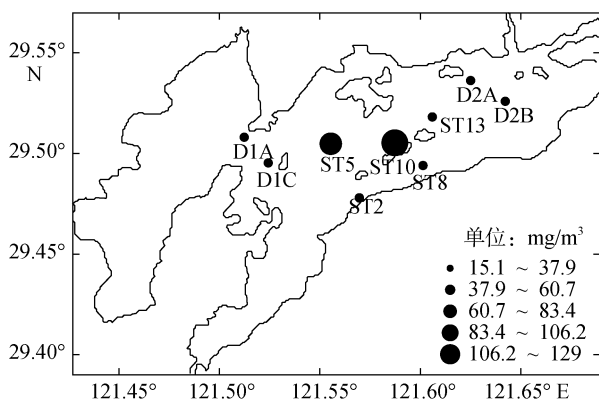 29.55°
N
29.50°
29.45°
29.40°
D2A
D2B
ST13
D1A
ST5
ST10
D1C
ST8
ST2
单位：mg/m³
15.1 ~ 37.9
37.9 ~ 60.7
60.7 ~ 83.4
83.4 ~ 106.2
106.2 ~ 129
121.45° 121.50° 121.55° 121.60° 121.65° E